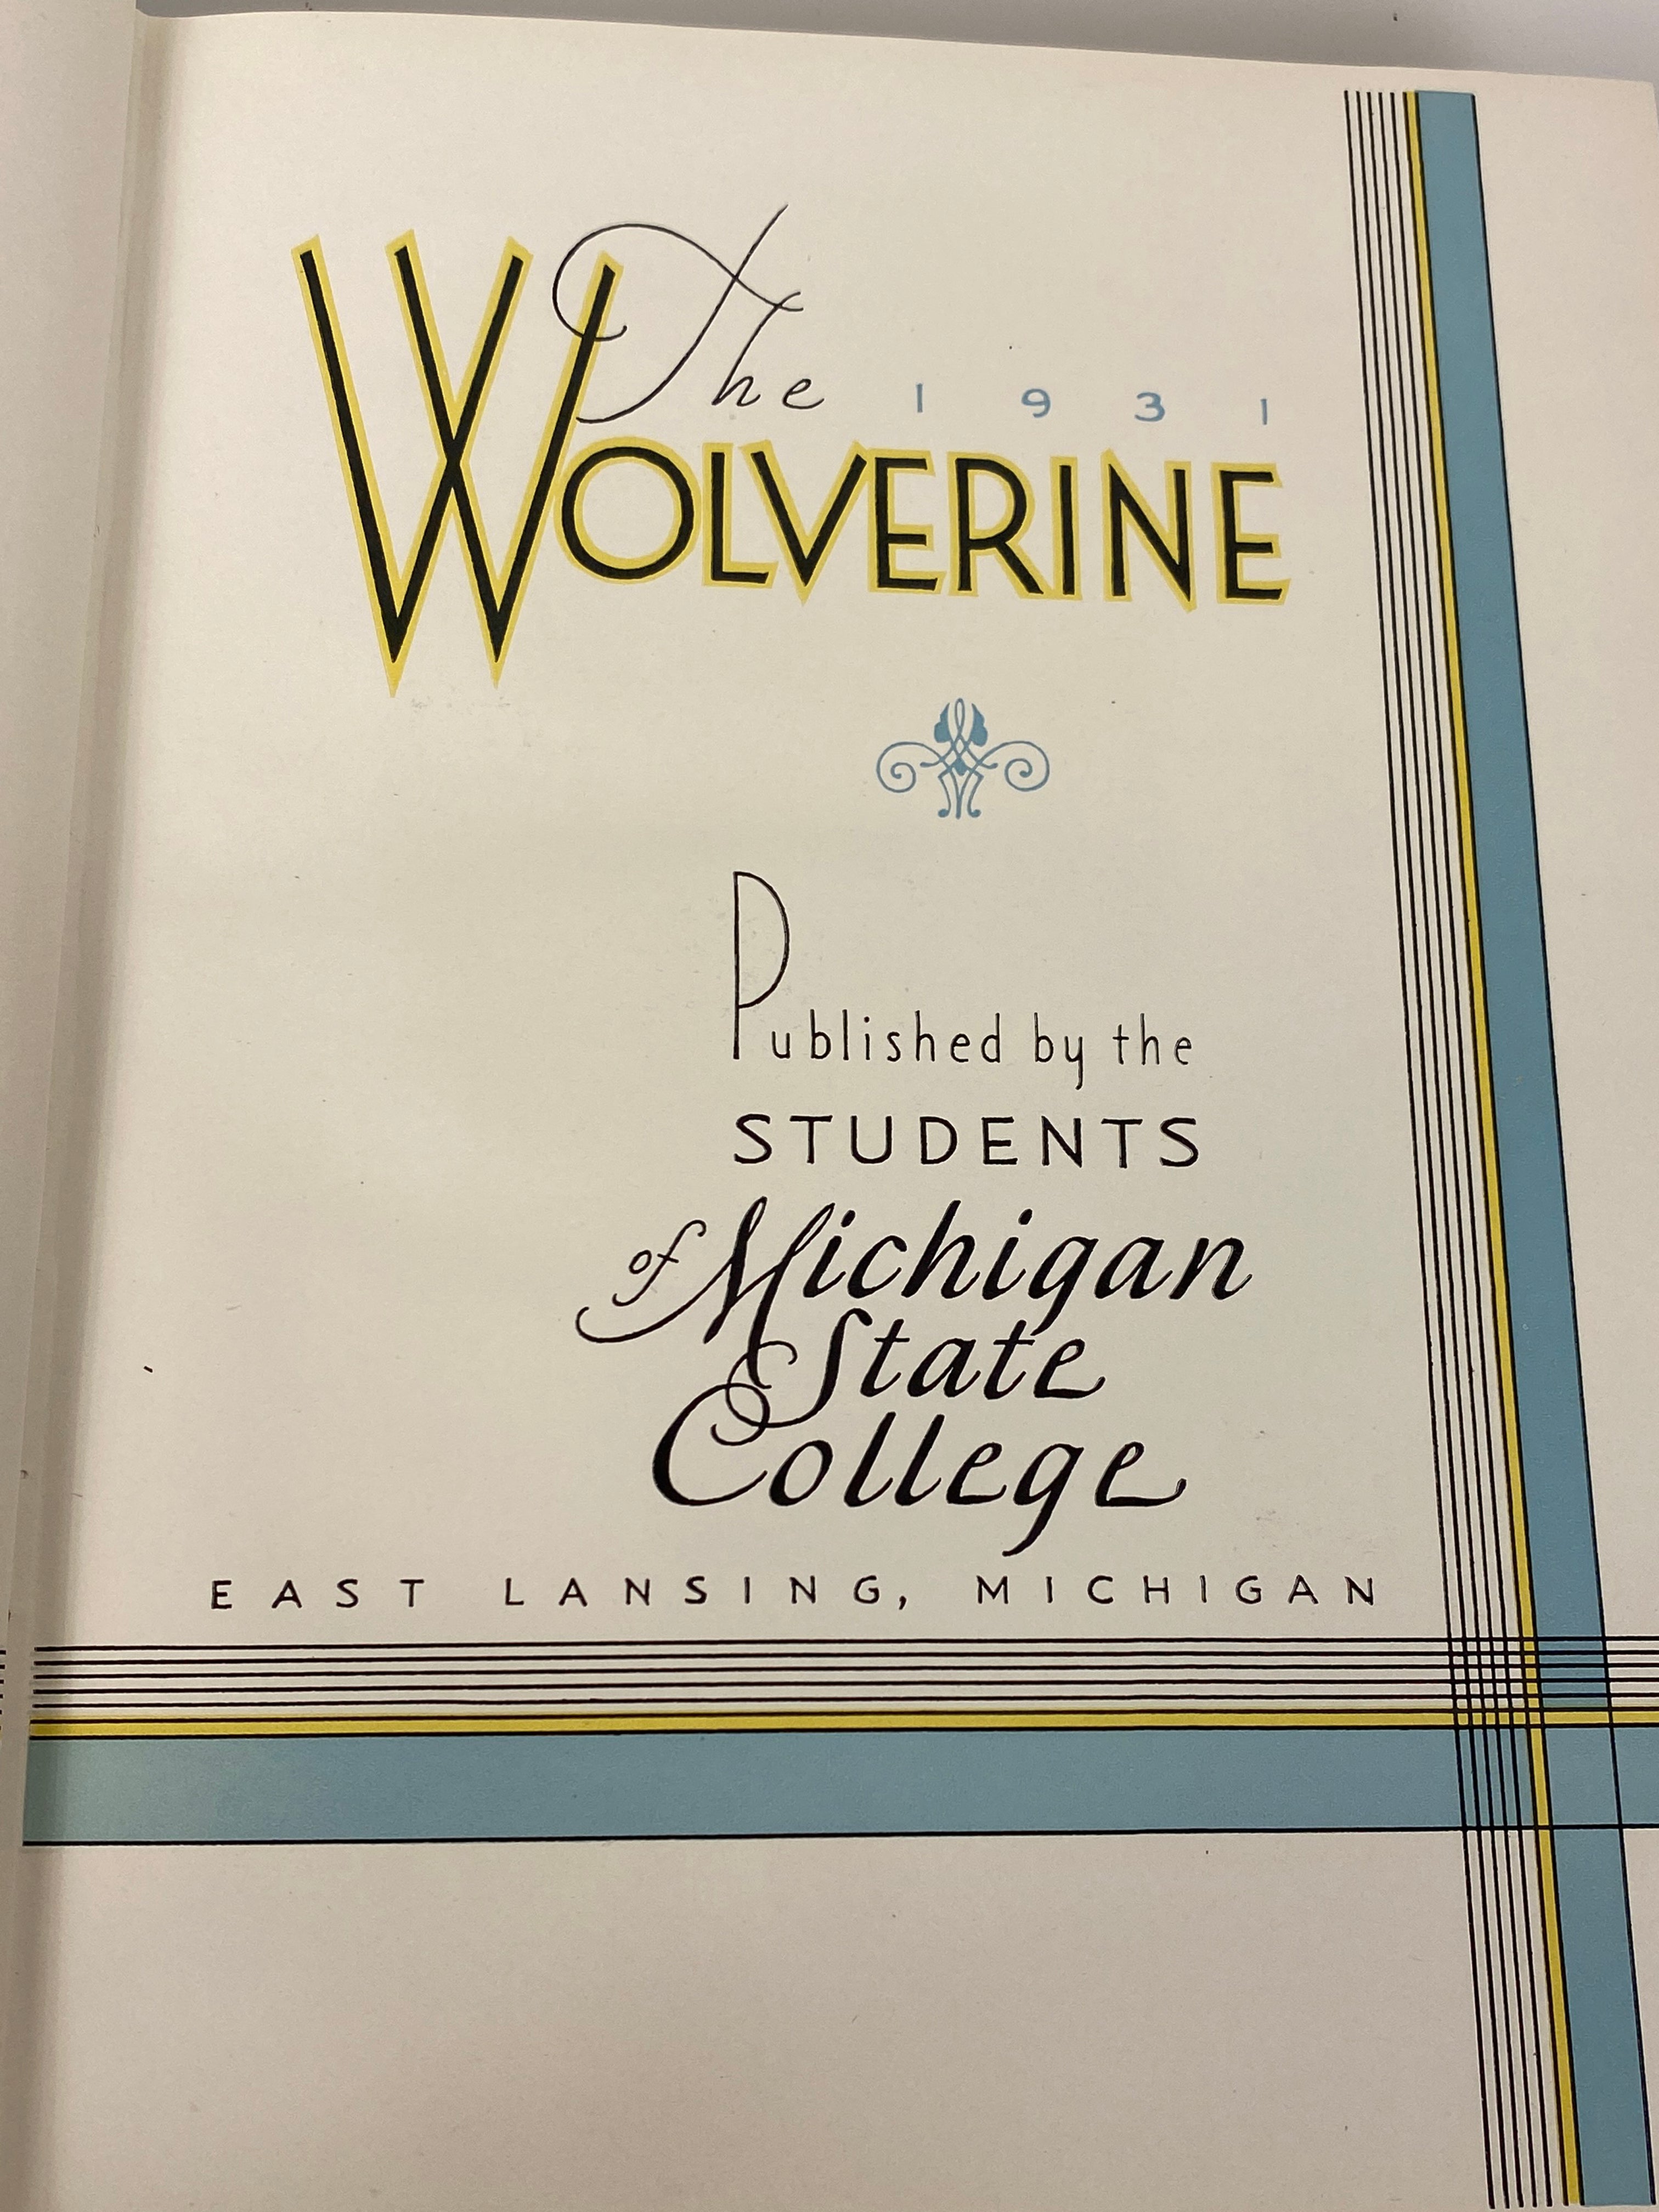 The 1931
WOLVERINE
Published by the
STUDENTS
of Michigan
State
College
EAST LANSING, MICHIGAN